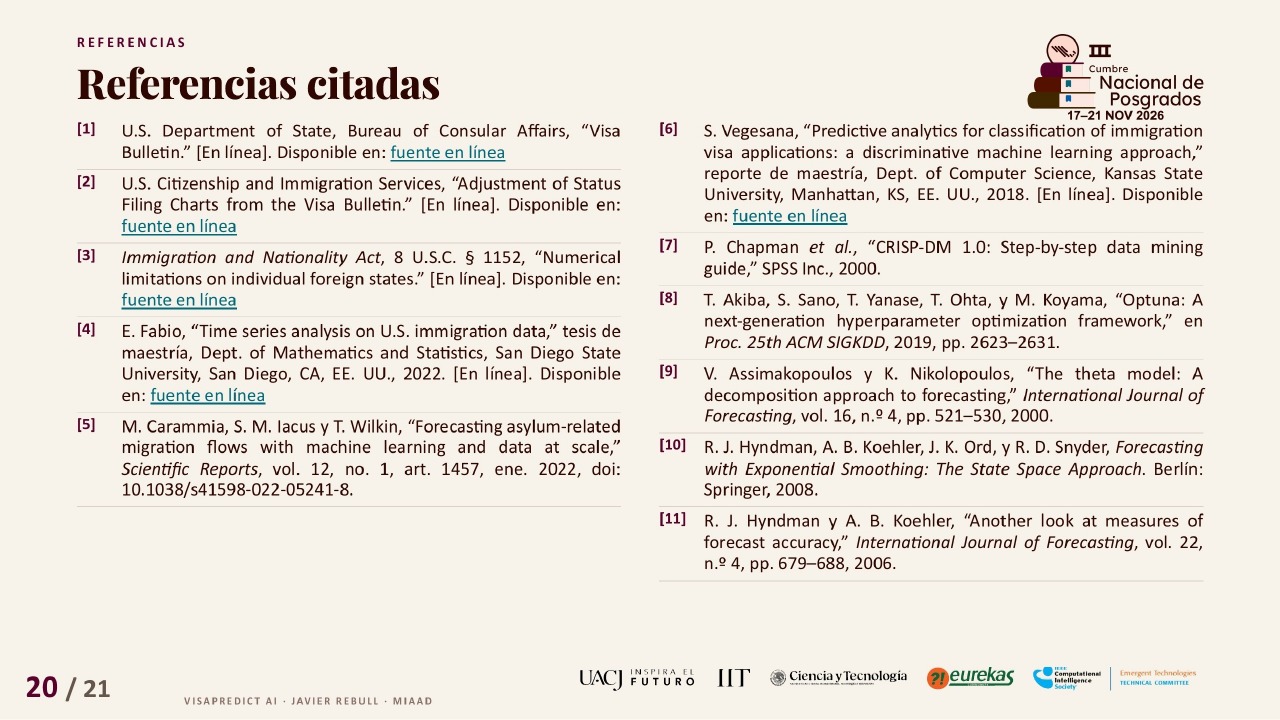 REFERENCIAS
Referencias citadas
III
Cumbre
Nacional de
Posgrados
17–21 NOV 2026
[1] U.S. Department of State, Bureau of Consular Affairs, “Visa
Bulletin.” [En línea]. Disponible en: fuente en línea
[2] U.S. Citizenship and Immigration Services, “Adjustment of Status
Filing Charts from the Visa Bulletin.” [En línea]. Disponible en:
fuente en línea
[3] Immigration and Nationality Act, 8 U.S.C. § 1152, “Numerical
limitations on individual foreign states.” [En línea]. Disponible en:
fuente en línea
[4] E. Fabio, “Time series analysis on U.S. immigration data,” tesis de
maestría, Dept. of Mathematics and Statistics, San Diego State
University, San Diego, CA, EE. UU., 2022. [En línea]. Disponible
en: fuente en línea
[5] M. Carammia, S. M. Iacus y T. Wilkin, “Forecasting asylum-related
migration flows with machine learning and data at scale,”
Scientific Reports, vol. 12, no. 1, art. 1457, ene. 2022, doi:
10.1038/s41598-022-05241-8.
[6] S. Vegesana, “Predictive analytics for classification of immigration
visa applications: a discriminative machine learning approach,”
reporte de maestría, Dept. of Computer Science, Kansas State
University, Manhattan, KS, EE. UU., 2018. [En línea]. Disponible
en: fuente en línea
[7] P. Chapman et al., “CRISP-DM 1.0: Step-by-step data mining
guide,” SPSS Inc., 2000.
[8] T. Akiba, S. Sano, T. Yanase, T. Ohta, y M. Koyama, “Optuna: A
next-generation hyperparameter optimization framework,” en
Proc. 25th ACM SIGKDD, 2019, pp. 2623–2631.
[9] V. Assimakopoulos y K. Nikolopoulos, “The theta model: A
decomposition approach to forecasting,” International Journal of
Forecasting, vol. 16, n.º 4, pp. 521–530, 2000.
[10] R. J. Hyndman, A. B. Koehler, J. K. Ord, y R. D. Snyder, Forecasting
with Exponential Smoothing: The State Space Approach. Berlín:
Springer, 2008.
[11] R. J. Hyndman y A. B. Koehler, “Another look at measures of
forecast accuracy,” International Journal of Forecasting, vol. 22,
n.º 4, pp. 679–688, 2006.
20 / 21
VISAPREDICT AI · JAVIER REBULL · MIAAD
UACJ INSPIRA EL
FUTURO
IIT
Ciencia y Tecnología
?! eurekas
IEEE
Computational
Intelligence
Society
Emergent Technologies
TECHNICAL COMMITTEE